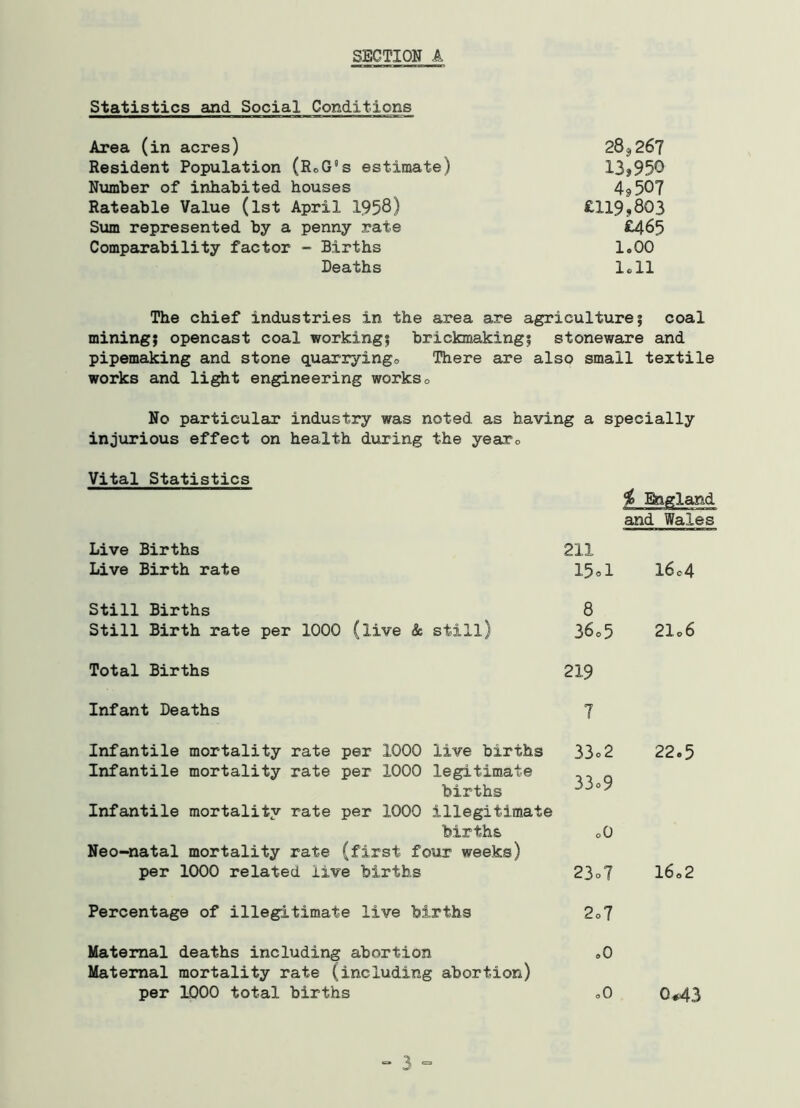 SECTION A
Statistics and Social Conditions
Area (in acres) 28,267
Resident Population (R.G's estimate) 13,950
Number of inhabited houses 4,507
Rateable Value (1st April 1958) £119,803
Sum represented by a penny rate £465
Comparability factor - Births 1.00
Deaths 1.11
The chief industries in the area are agriculture; coal
mining; opencast coal working; brickmaking; stoneware and
pipemaking and stone quarrying. There are also small textile
works and light engineering works.
No particular industry was noted as having a specially
injurious effect on health during the year.
Vital Statistics
% England
and Wales
Live Births 211
Live Birth rate 15.1 16.4
Still Births 8
Still Birth rate per 1000 (live & still) 36.5 21.6
Total Births 219
Infant Deaths 7
Infantile mortality rate per 1000 live births 33.2 22.5
Infantile mortality rate per 1000 legitimate
births 33.9
Infantile mortality rate per 1000 illegitimate
births .0
Neo-natal mortality rate (first four weeks)
per 1000 related live births 23.7 16.2
Percentage of illegitimate live births 2.7
Maternal deaths including abortion .0
Maternal mortality rate (including abortion)
per 1000 total births .0 0.43
- 3 -